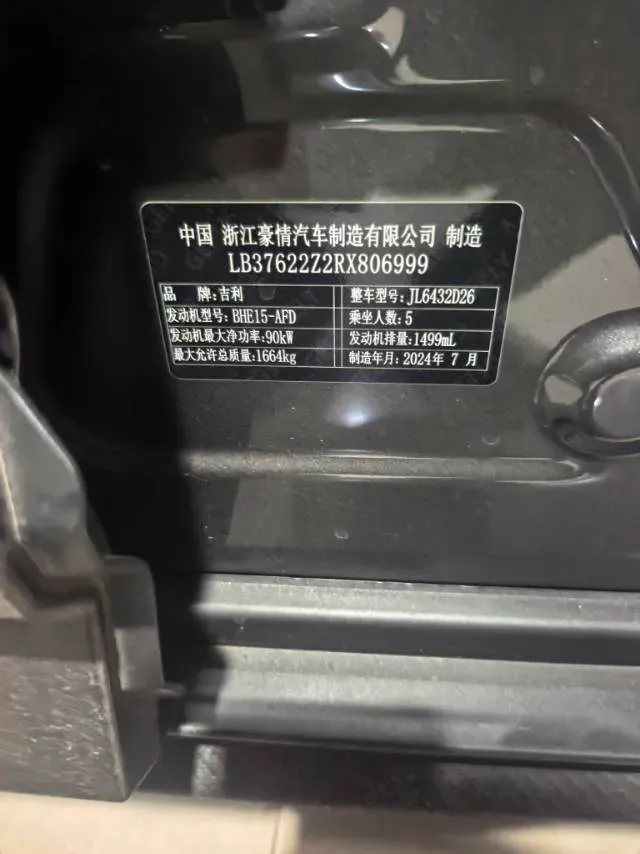 中国 浙江豪情汽车制造有限公司 制造
LB37622Z2RX806999
品 牌:吉利 整车型号:JL6432D26
发动机型号:BHE15-AFD 乘坐人数:5
发动机最大净功率:90kW 发动机排量:1499mL
最大允许总质量:1664kg 制造年月:2024年 7 月